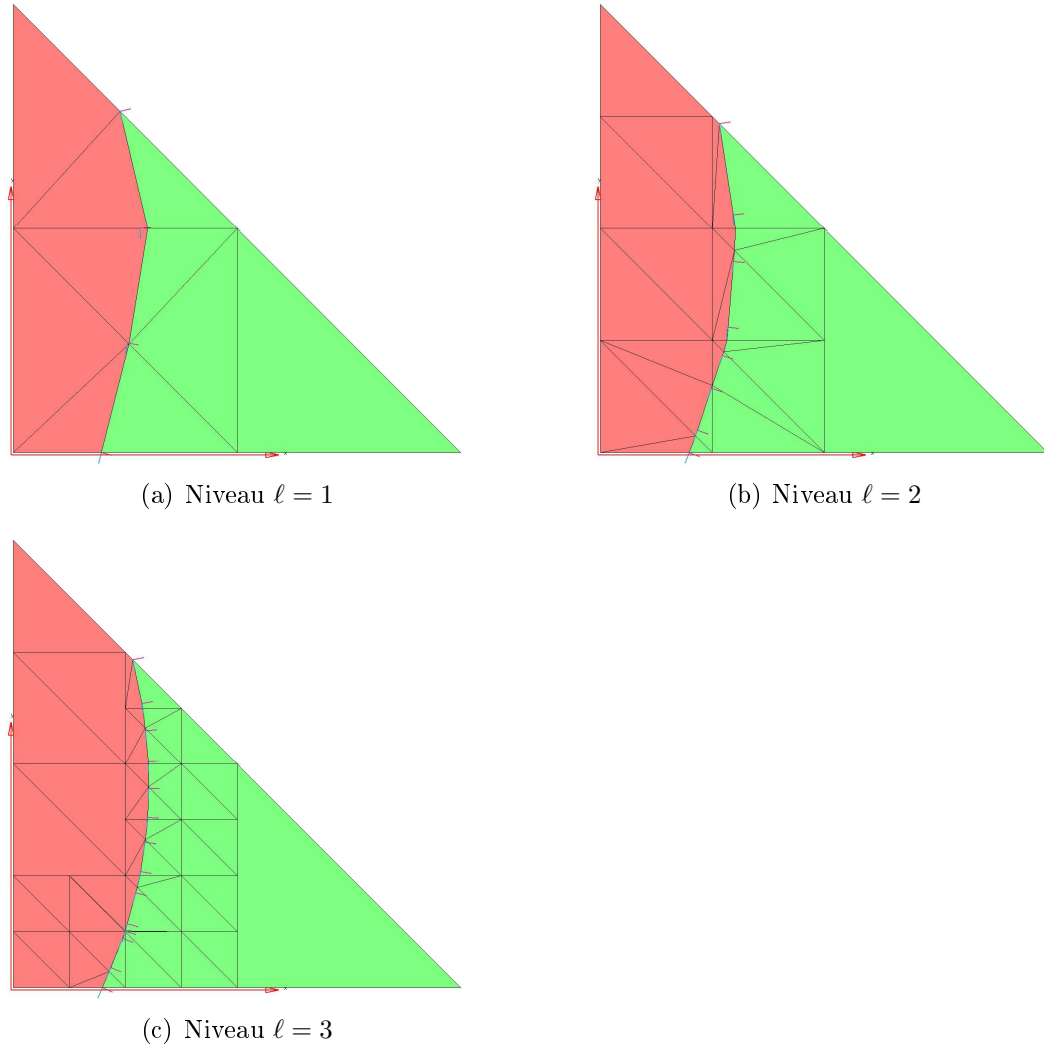 (a) Niveau ℓ = 1
(b) Niveau ℓ = 2
(c) Niveau ℓ = 3